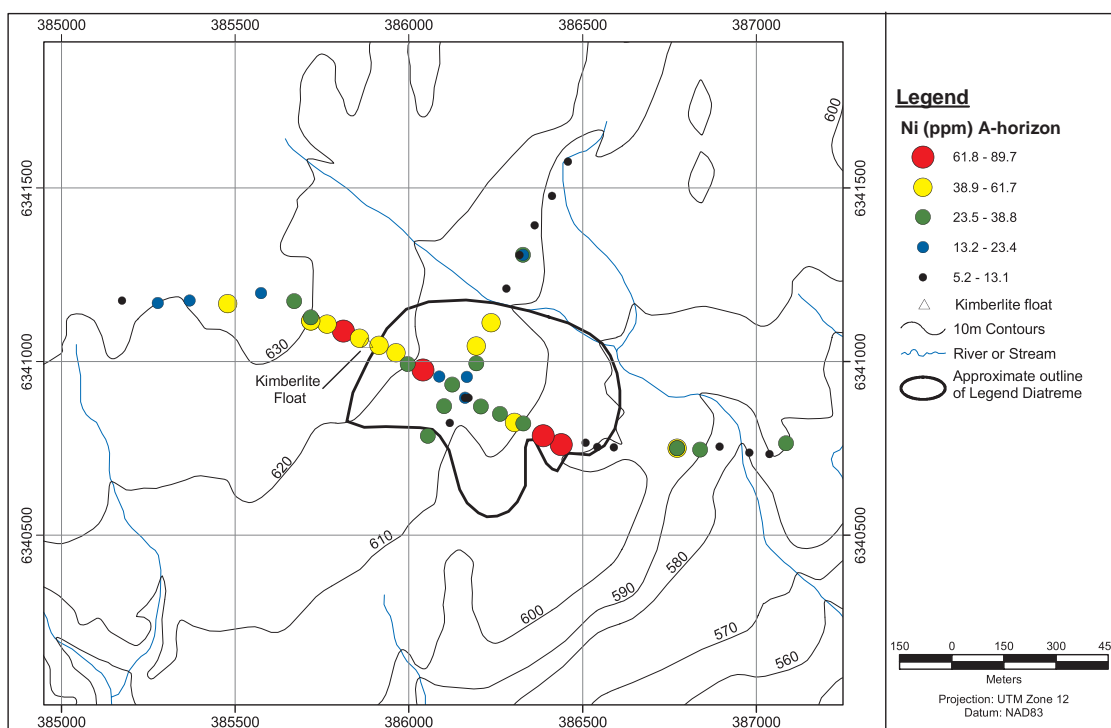 385000 385500 386000 386500 387000
6341500
6341000
6340500
6341500
6341000
6340500
385000 385500 386000 386500 387000
600
630
Kimberlite
Float
620
610
600
590
580
570
560
Legend
Ni (ppm) A-horizon
61.8 - 89.7
38.9 - 61.7
23.5 - 38.8
13.2 - 23.4
5.2 - 13.1
Kimberlite float
10m Contours
River or Stream
Approximate outline
of Legend Diatreme
150 0 150 300 45
Meters
Projection: UTM Zone 12
Datum: NAD83